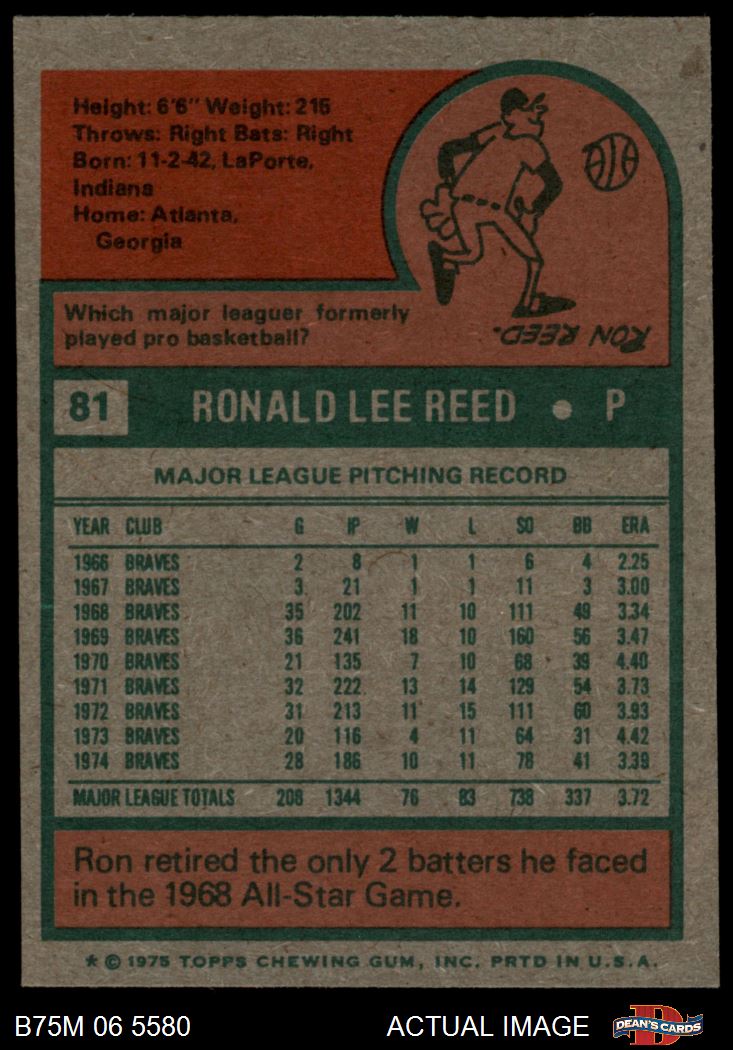 Height: 6'6" Weight: 215
Throws: Right Bats: Right
Born: 11-2-42, LaPorte,
Indiana
Home: Atlanta,
Georgia
Which major leaguer formerly
played pro basketball?
RON REED.
81 RONALD LEE REED • P
MAJOR LEAGUE PITCHING RECORD
YEAR CLUB G IP W L SO BB ERA
1966 BRAVES 2 8 1 1 6 4 2.25
1967 BRAVES 3 21 1 1 11 3 3.00
1968 BRAVES 35 202 11 10 111 49 3.34
1969 BRAVES 36 241 18 10 160 56 3.47
1970 BRAVES 21 135 7 10 68 39 4.40
1971 BRAVES 32 222 13 14 129 54 3.73
1972 BRAVES 31 213 11 15 111 60 3.93
1973 BRAVES 20 116 4 11 64 31 4.42
1974 BRAVES 28 186 10 11 78 41 3.39
MAJOR LEAGUE TOTALS 208 1344 76 83 738 337 3.72
Ron retired the only 2 batters he faced
in the 1968 All-Star Game.
* © 1975 TOPPS CHEWING GUM, INC. PRTD IN U.S.A.
B75M 06 5580 ACTUAL IMAGE D DEAN'S CARDS